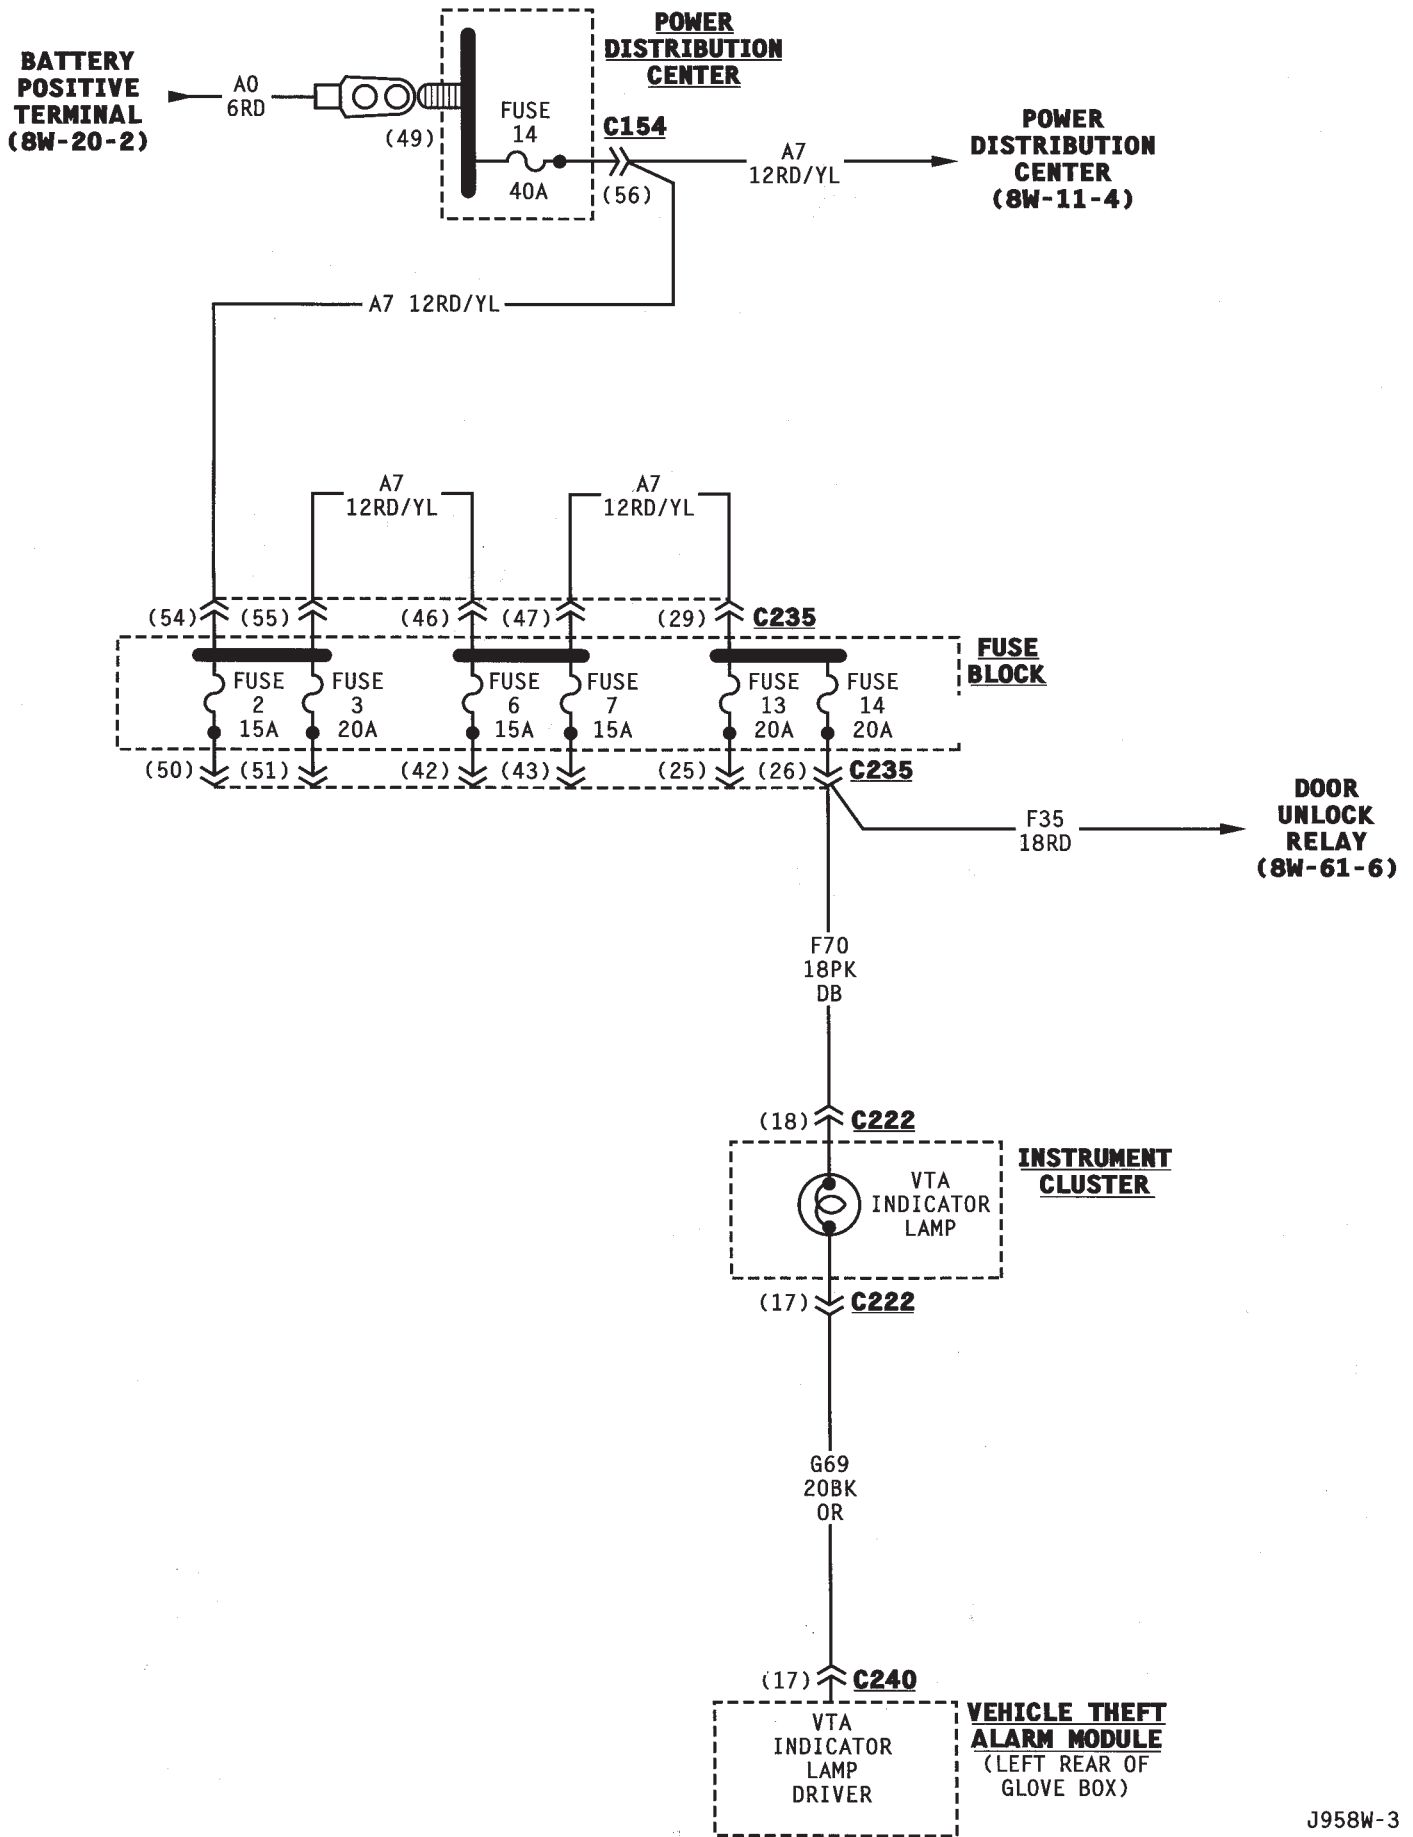 BATTERY
POSITIVE
TERMINAL
(8W-20-2)
A0
6RD
(49)
FUSE
14
40A
POWER
DISTRIBUTION
CENTER
C154
(56)
A7
12RD/YL
POWER
DISTRIBUTION
CENTER
(8W-11-4)
A7 12RD/YL
A7
12RD/YL
A7
12RD/YL
(54) (55) (46) (47) (29) C235
FUSE
BLOCK
FUSE
2
15A
FUSE
3
20A
FUSE
6
15A
FUSE
7
15A
FUSE
13
20A
FUSE
14
20A
(50) (51) (42) (43) (25) (26) C235
F35
18RD
DOOR
UNLOCK
RELAY
(8W-61-6)
F70
18PK
DB
(18) C222
VTA
INDICATOR
LAMP
INSTRUMENT
CLUSTER
(17) C222
G69
20BK
OR
(17) C240
VTA
INDICATOR
LAMP
DRIVER
VEHICLE THEFT
ALARM MODULE
(LEFT REAR OF
GLOVE BOX)
J958W-3